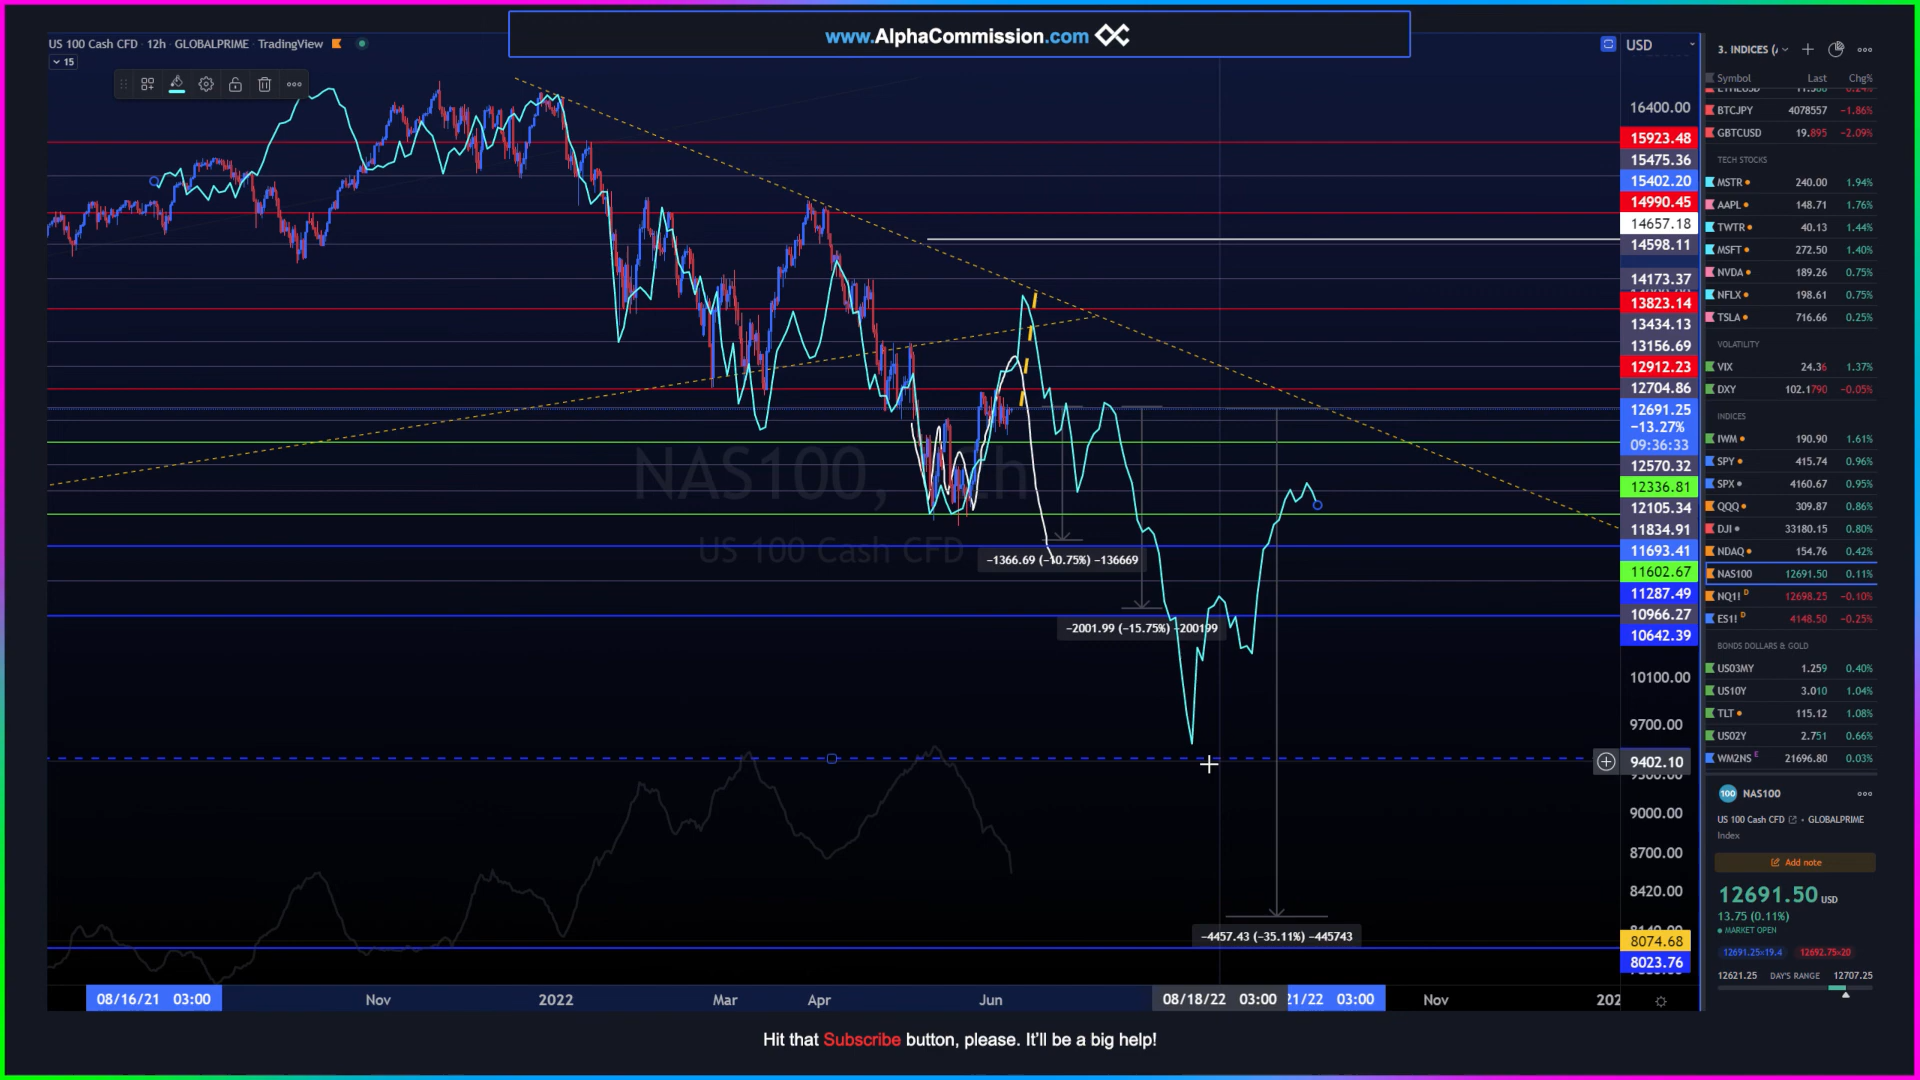 www.AlphaCommission.com
US 100 Cash CFD · 12h · GLOBALPRIME · TradingView
15
USD
3. INDICES (
Symbol Last Chg%
BTCJPY 4078557 −1.86%
GBTCUSD 19.895 −2.09%
TECH STOCKS
MSTR 240.00 1.94%
AAPL 148.71 1.76%
TWTR 40.13 1.44%
MSFT 272.50 1.40%
NVDA 189.26 0.75%
NFLX 198.61 0.75%
TSLA 716.66 0.25%
VOLATILITY
VIX 24.36 1.37%
DXY 102.1790 −0.05%
INDICES
IWM 190.90 1.61%
SPY 415.74 0.96%
SPX 4160.67 0.95%
QQQ 309.87 0.86%
DJI 33180.15 0.80%
NDAQ 154.76 0.42%
NAS100 12691.50 0.11%
NQ1! D 12698.25 −0.10%
ES1! D 4148.50 −0.25%
BONDS DOLLARS & GOLD
US03MY 1.259 0.40%
US10Y 3.010 1.04%
TLT 115.12 1.08%
US02Y 2.751 0.66%
WM2NS E 21696.80 0.03%
100 NAS100
US 100 Cash CFD • GLOBALPRIME
Index
Add note
12691.50 USD
13.75 (0.11%)
MARKET OPEN
12691.25×19.4 12692.75×20
12621.25 DAY'S RANGE 12707.25
16400.00
15923.48
15475.36
15402.20
14990.45
14657.18
14598.11
14173.37
13823.14
13434.13
13156.69
12912.23
12704.86
12691.25
−13.27%
09:36:33
12570.32
12336.81
12105.34
11834.91
11693.41
11602.67
11287.49
10966.27
10642.39
10100.00
9700.00
9402.10
9000.00
8700.00
8420.00
8074.68
8023.76
NAS100,
US 100 Cash CFD
−1366.69 (−10.75%) −136669
−2001.99 (−15.75%) −200199
−4457.43 (−35.11%) −445743
08/16/21 03:00 Nov 2022 Mar Apr Jun 08/18/22 03:00 21/22 03:00 Nov 202
Hit that Subscribe button, please. It'll be a big help!